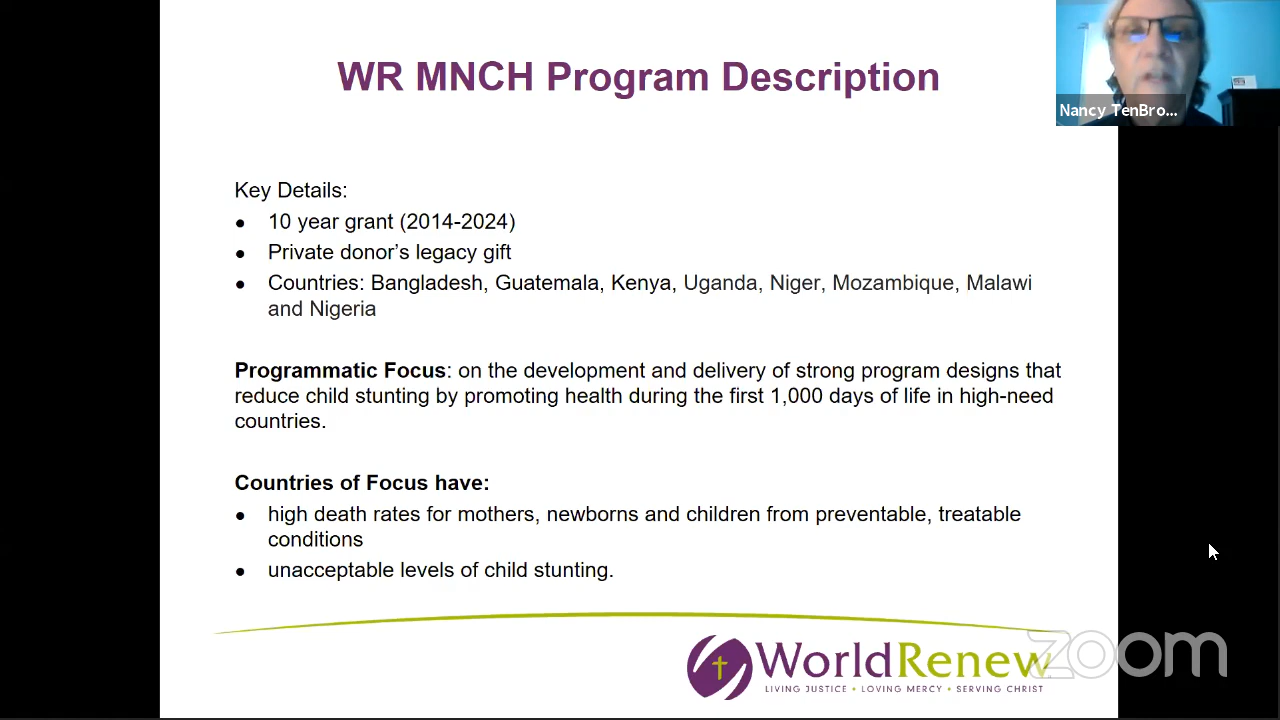 WR MNCH Program Description
Nancy TenBro...
Key Details:
● 10 year grant (2014-2024)
● Private donor’s legacy gift
● Countries: Bangladesh, Guatemala, Kenya, Uganda, Niger, Mozambique, Malawi
and Nigeria
Programmatic Focus: on the development and delivery of strong program designs that
reduce child stunting by promoting health during the first 1,000 days of life in high-need
countries.
Countries of Focus have:
● high death rates for mothers, newborns and children from preventable, treatable
conditions
● unacceptable levels of child stunting.
WorldRenew
LIVING JUSTICE • LOVING MERCY • SERVING CHRIST
zoom